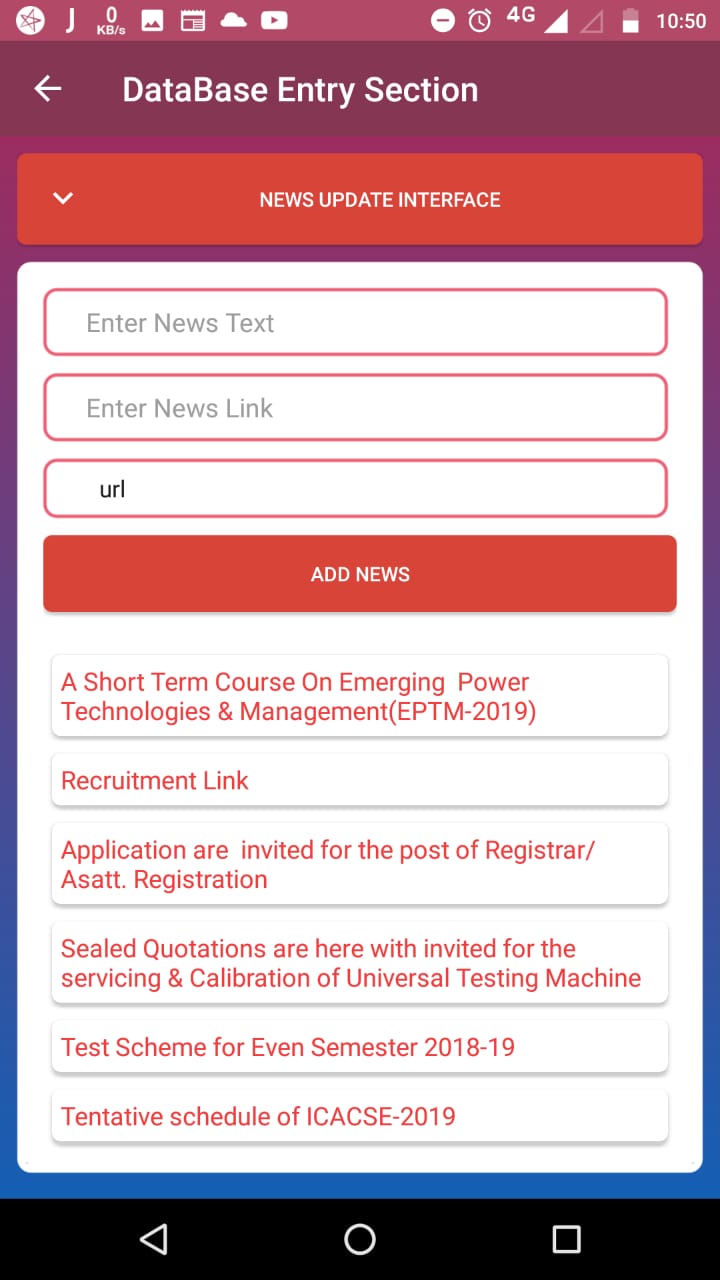 J 0 KB/s 4G 10:50
DataBase Entry Section
NEWS UPDATE INTERFACE
Enter News Text
Enter News Link
url
ADD NEWS
A Short Term Course On Emerging  Power
Technologies & Management(EPTM-2019)
Recruitment Link
Application are  invited for the post of Registrar/
Asatt. Registration
Sealed Quotations are here with invited for the
servicing & Calibration of Universal Testing Machine
Test Scheme for Even Semester 2018-19
Tentative schedule of ICACSE-2019